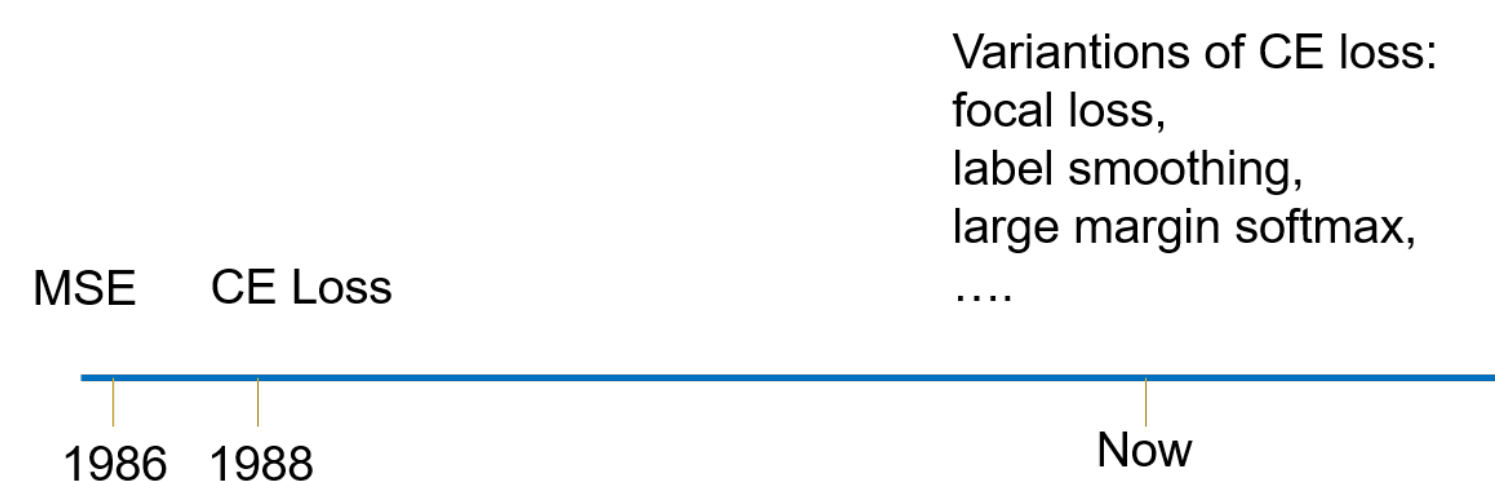 Variantions of CE loss:
focal loss,
label smoothing,
large margin softmax,
….
MSE
CE Loss
1986
1988
Now